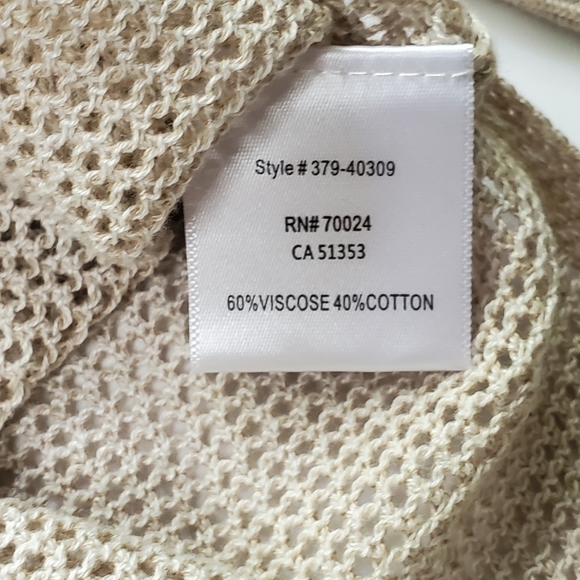 Style # 379-40309
RN# 70024
CA 51353
60%VISCOSE 40%COTTON